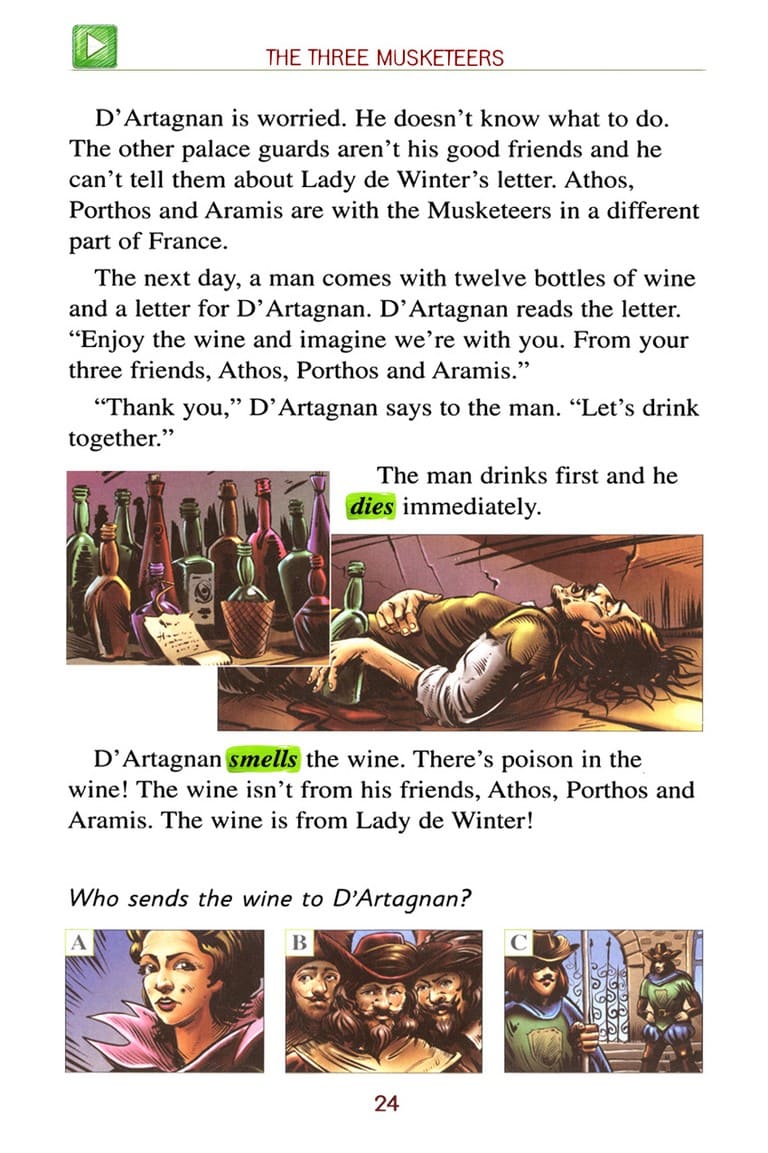 THE THREE MUSKETEERS
D’Artagnan is worried. He doesn’t know what to do.
The other palace guards aren’t his good friends and he
can’t tell them about Lady de Winter’s letter. Athos,
Porthos and Aramis are with the Musketeers in a different
part of France.
The next day, a man comes with twelve bottles of wine
and a letter for D’Artagnan. D’Artagnan reads the letter.
“Enjoy the wine and imagine we’re with you. From your
three friends, Athos, Porthos and Aramis.”
“Thank you,” D’Artagnan says to the man. “Let’s drink
together.”
The man drinks first and he
dies immediately.
D’Artagnan smells the wine. There’s poison in the
wine! The wine isn’t from his friends, Athos, Porthos and
Aramis. The wine is from Lady de Winter!
Who sends the wine to D’Artagnan?
A
B
C
24